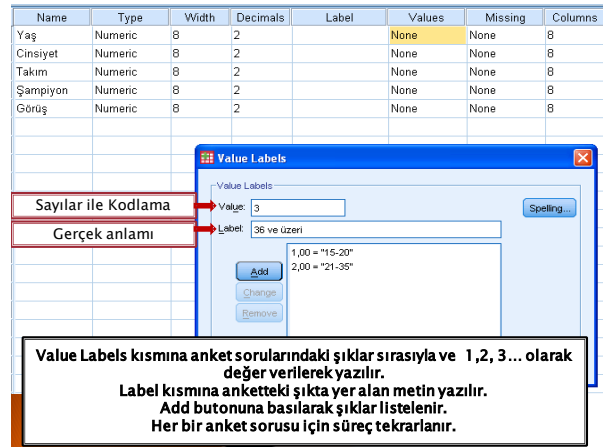 Name Type Width Decimals Label Values Missing Columns
Yaş Numeric 8 2 None None 8
Cinsiyet Numeric 8 2 None None 8
Takım Numeric 8 2 None None 8
Şampiyon Numeric 8 2 None None 8
Görüş Numeric 8 2 None None 8
Value Labels
Value Labels
Sayılar ile Kodlama
Value: 3
Spelling...
Gerçek anlamı
Label: 36 ve üzeri
1,00 = "15-20"
Add
2,00 = "21-35"
Change
Remove
Value Labels kısmına anket sorularındaki şıklar sırasıyla ve 1,2, 3... olarak
değer verilerek yazılır.
Label kısmına anketteki şıkta yer alan metin yazılır.
Add butonuna basılarak şıklar listelenir.
Her bir anket sorusu için süreç tekrarlanır.